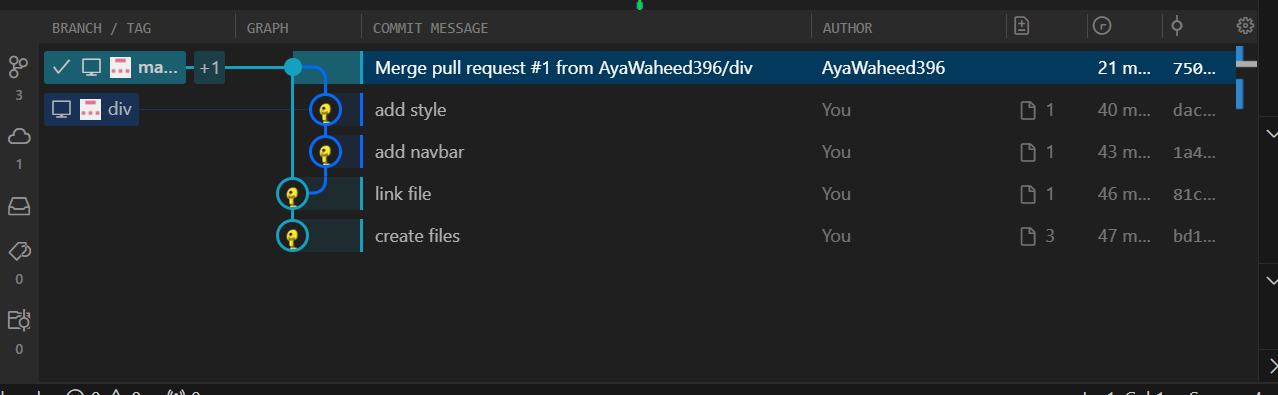 BRANCH / TAG GRAPH COMMIT MESSAGE AUTHOR
ma... +1 Merge pull request #1 from AyaWaheed396/div AyaWaheed396 21 m... 750...
div add style You 1 40 m... dac...
3
add navbar You 1 43 m... 1a4...
1
link file You 1 46 m... 81c...
create files You 3 47 m... bd1...
0
0